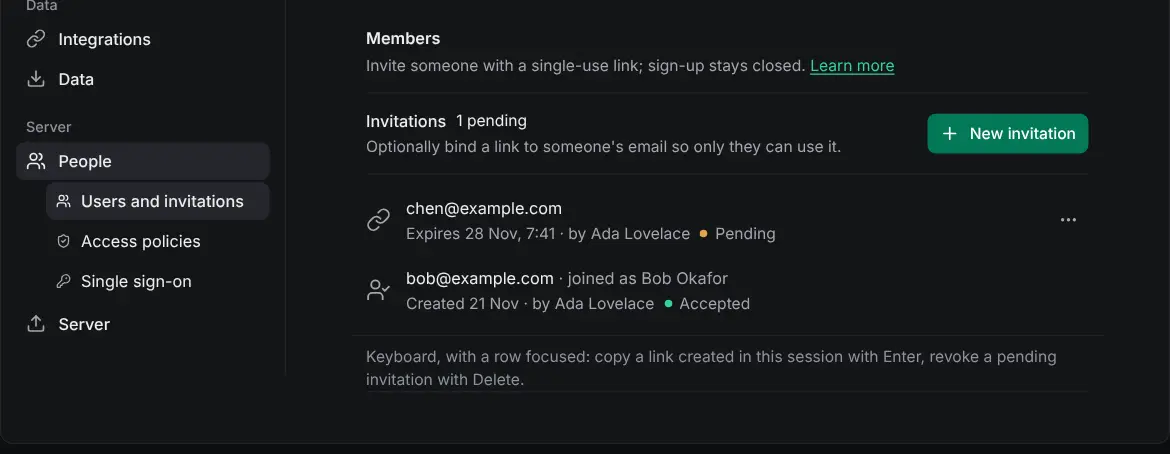 Data
Integrations
Data
Server
People
Users and invitations
Access policies
Single sign-on
Server
Members
Invite someone with a single-use link; sign-up stays closed. Learn more
Invitations 1 pending
Optionally bind a link to someone's email so only they can use it.
New invitation
chen@example.com
Expires 28 Nov, 7:41 · by Ada Lovelace Pending
bob@example.com · joined as Bob Okafor
Created 21 Nov · by Ada Lovelace Accepted
Keyboard, with a row focused: copy a link created in this session with Enter, revoke a pending
invitation with Delete.